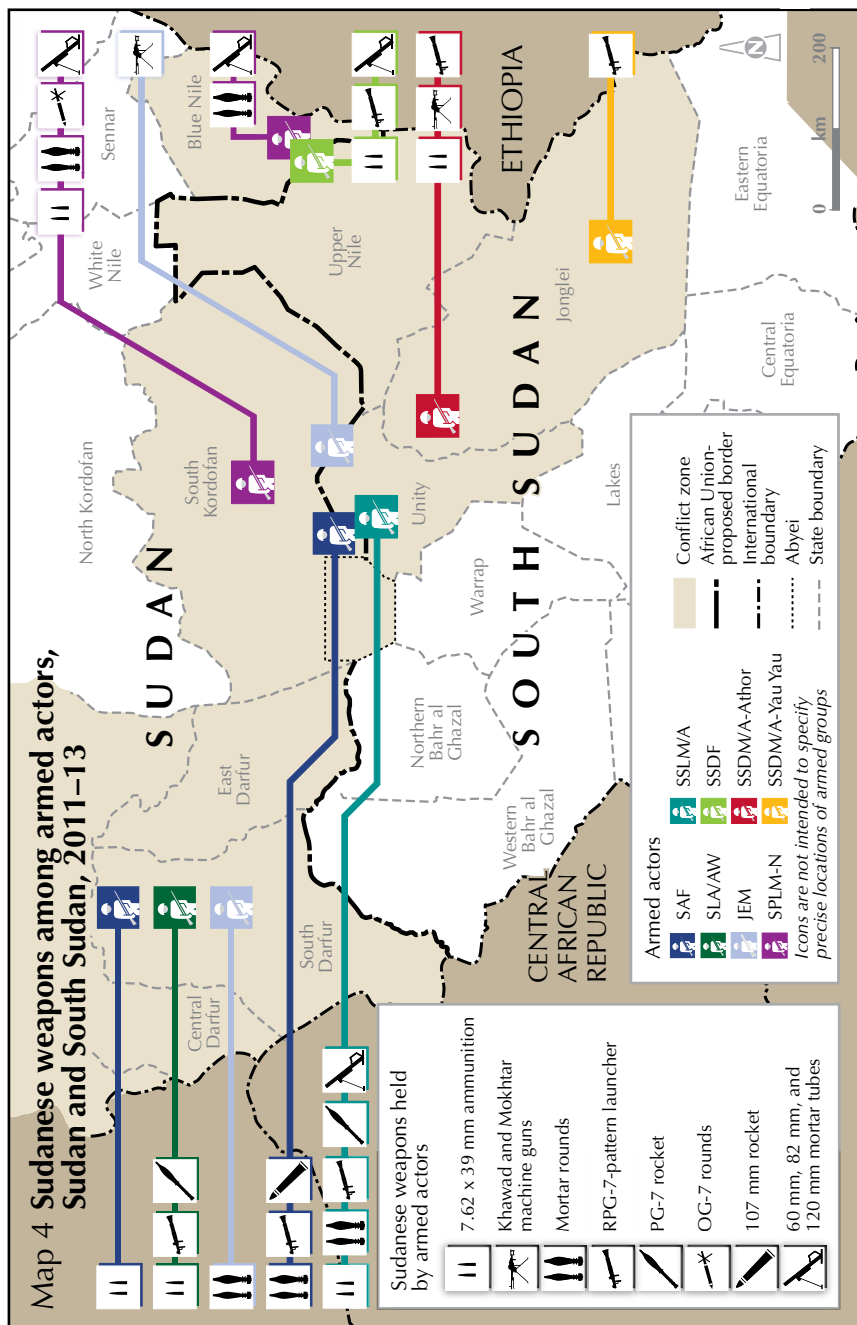 Map 4 Sudanese weapons among armed actors,
Sudan and South Sudan, 2011–13
SUDAN
North Kordofan
South
Kordofan
White
Nile
Sennar
Blue Nile
Central
Darfur
East
Darfur
South
Darfur
Upper
Nile
ETHIOPIA
Unity
Northern
Bahr al
Ghazal
Western
Bahr al
Ghazal
Warrap
SOUTH SUDAN
Jonglei
Lakes
Central
Equatoria
Eastern
Equatoria
CENTRAL
AFRICAN
REPUBLIC
N
0 km 200
Sudanese weapons held
by armed actors
7.62 x 39 mm ammunition
Khawad and Mokhtar
machine guns
Mortar rounds
RPG-7-pattern launcher
PG-7 rocket
OG-7 rounds
107 mm rocket
60 mm, 82 mm, and
120 mm mortar tubes
Armed actors
SAF
SLA/AW
JEM
SPLM-N
SSLM/A
SSDF
SSDM/A-Athor
SSDM/A-Yau Yau
Icons are not intended to specify
precise locations of armed groups
Conflict zone
African Union-
proposed border
International
boundary
Abyei
State boundary